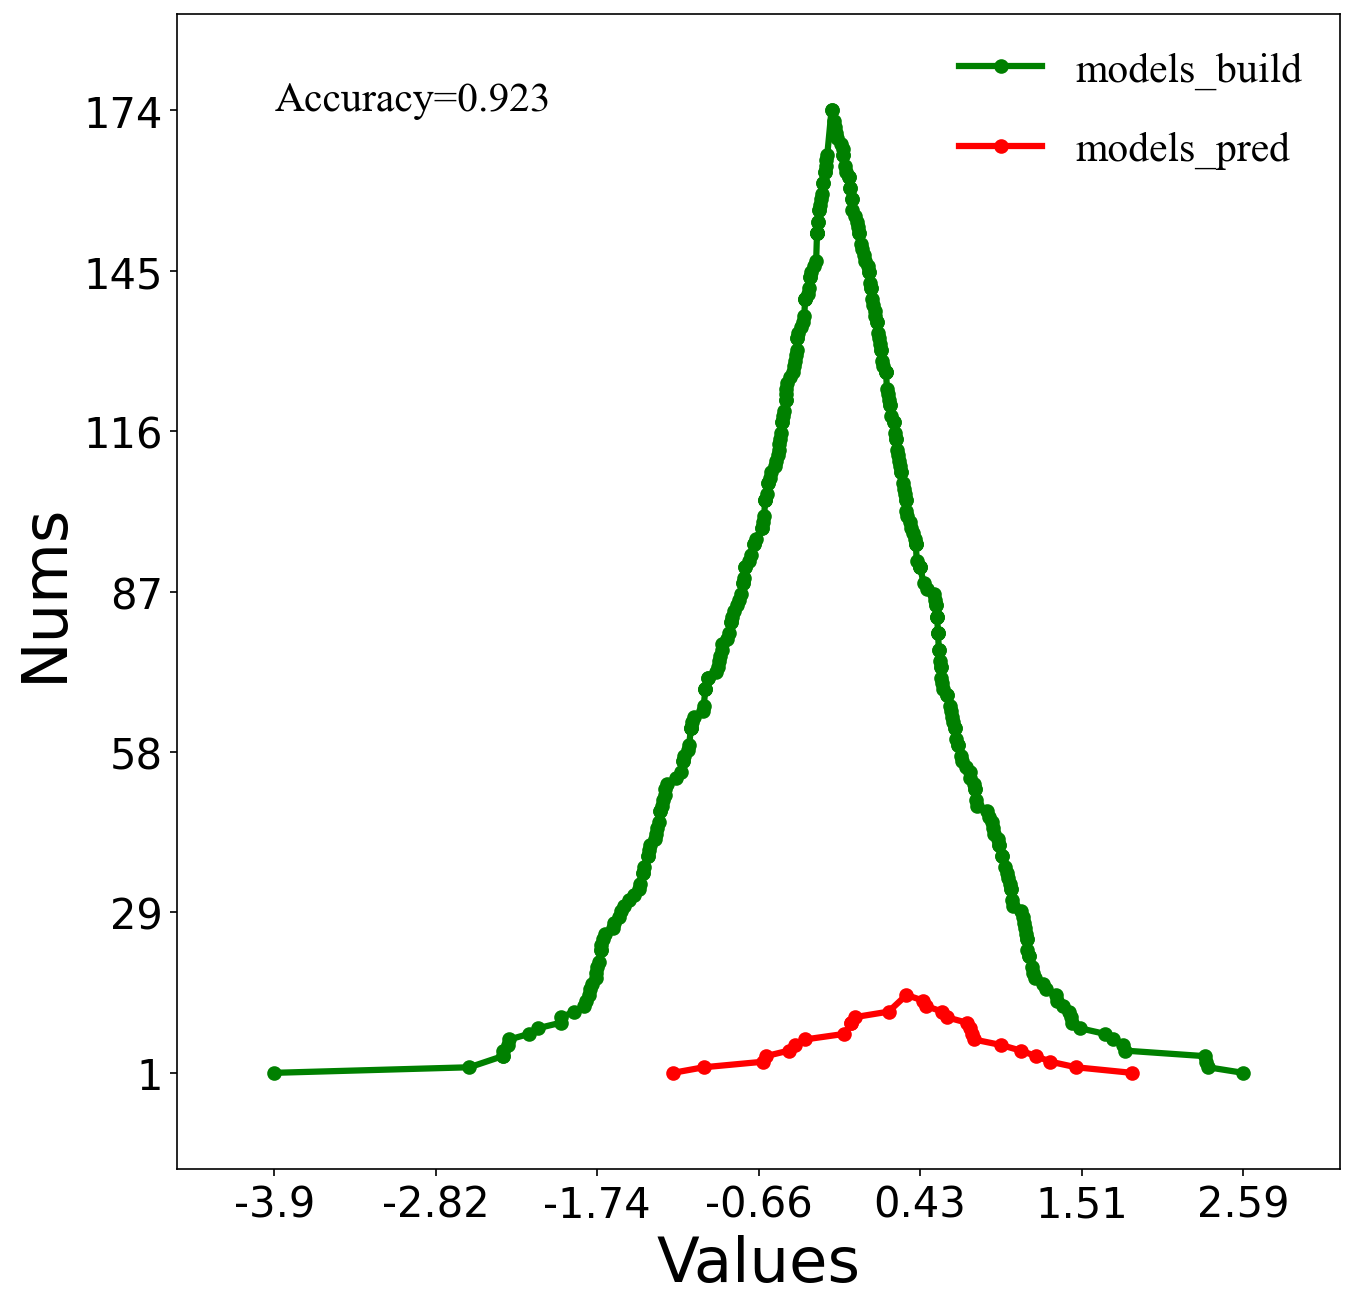 Accuracy=0.923
models_build
models_pred
174
145
116
87
58
29
1
Nums
-3.9 -2.82 -1.74 -0.66 0.43 1.51 2.59
Values